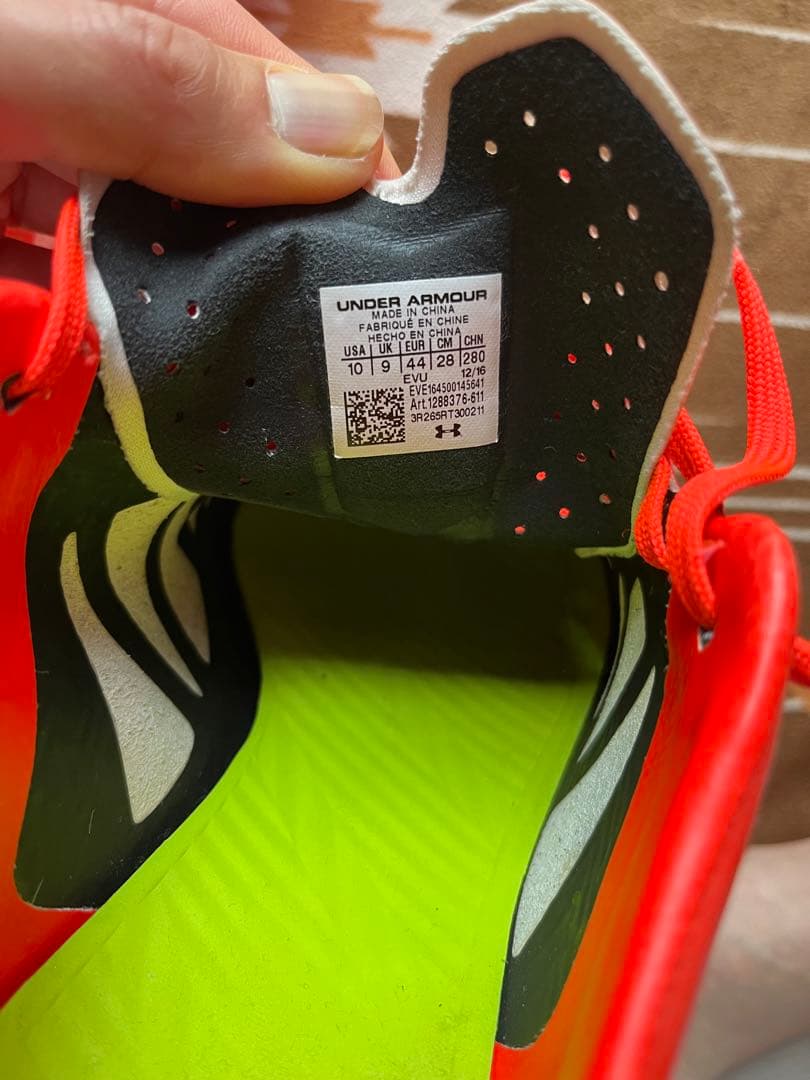 UNDER ARMOUR
MADE IN CHINA
FABRIQUÉ EN CHINE
HECHO EN CHINA
USA | UK | EUR | CM | CHN
10 | 9 | 44 | 28 | 280
EVU 12/16
EVE164500145641
Art.1288376-611
3R265RT300211